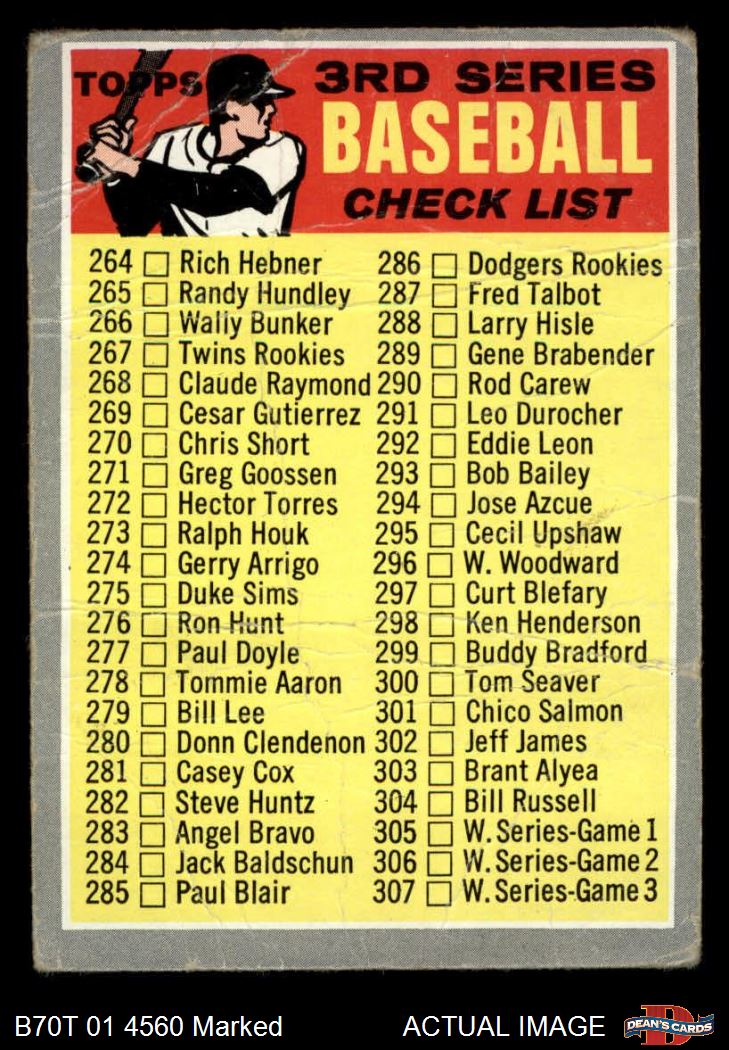 TOPPS
3RD SERIES
BASEBALL
CHECK LIST
264 Rich Hebner
265 Randy Hundley
266 Wally Bunker
267 Twins Rookies
268 Claude Raymond
269 Cesar Gutierrez
270 Chris Short
271 Greg Goossen
272 Hector Torres
273 Ralph Houk
274 Gerry Arrigo
275 Duke Sims
276 Ron Hunt
277 Paul Doyle
278 Tommie Aaron
279 Bill Lee
280 Donn Clendenon
281 Casey Cox
282 Steve Huntz
283 Angel Bravo
284 Jack Baldschun
285 Paul Blair
286 Dodgers Rookies
287 Fred Talbot
288 Larry Hisle
289 Gene Brabender
290 Rod Carew
291 Leo Durocher
292 Eddie Leon
293 Bob Bailey
294 Jose Azcue
295 Cecil Upshaw
296 W. Woodward
297 Curt Blefary
298 Ken Henderson
299 Buddy Bradford
300 Tom Seaver
301 Chico Salmon
302 Jeff James
303 Brant Alyea
304 Bill Russell
305 W. Series-Game 1
306 W. Series-Game 2
307 W. Series-Game 3
B70T 01 4560 Marked
ACTUAL IMAGE
D
DEAN'S CARDS